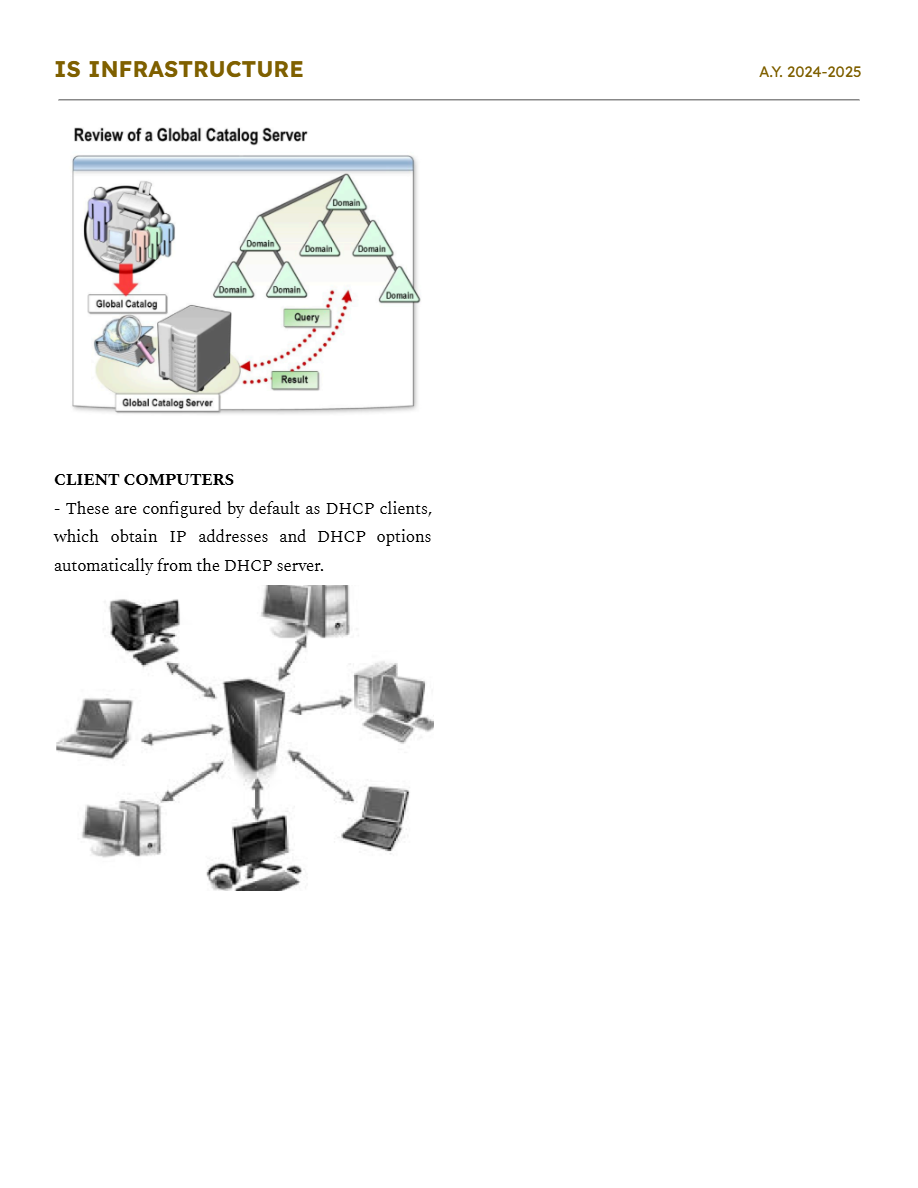 IS INFRASTRUCTURE
A.Y. 2024-2025
Review of a Global Catalog Server
Domain
Domain
Domain
Domain
Domain
Domain
Domain
Global Catalog
Query
Result
Global Catalog Server
CLIENT COMPUTERS
- These are configured by default as DHCP clients,
which obtain IP addresses and DHCP options
automatically from the DHCP server.